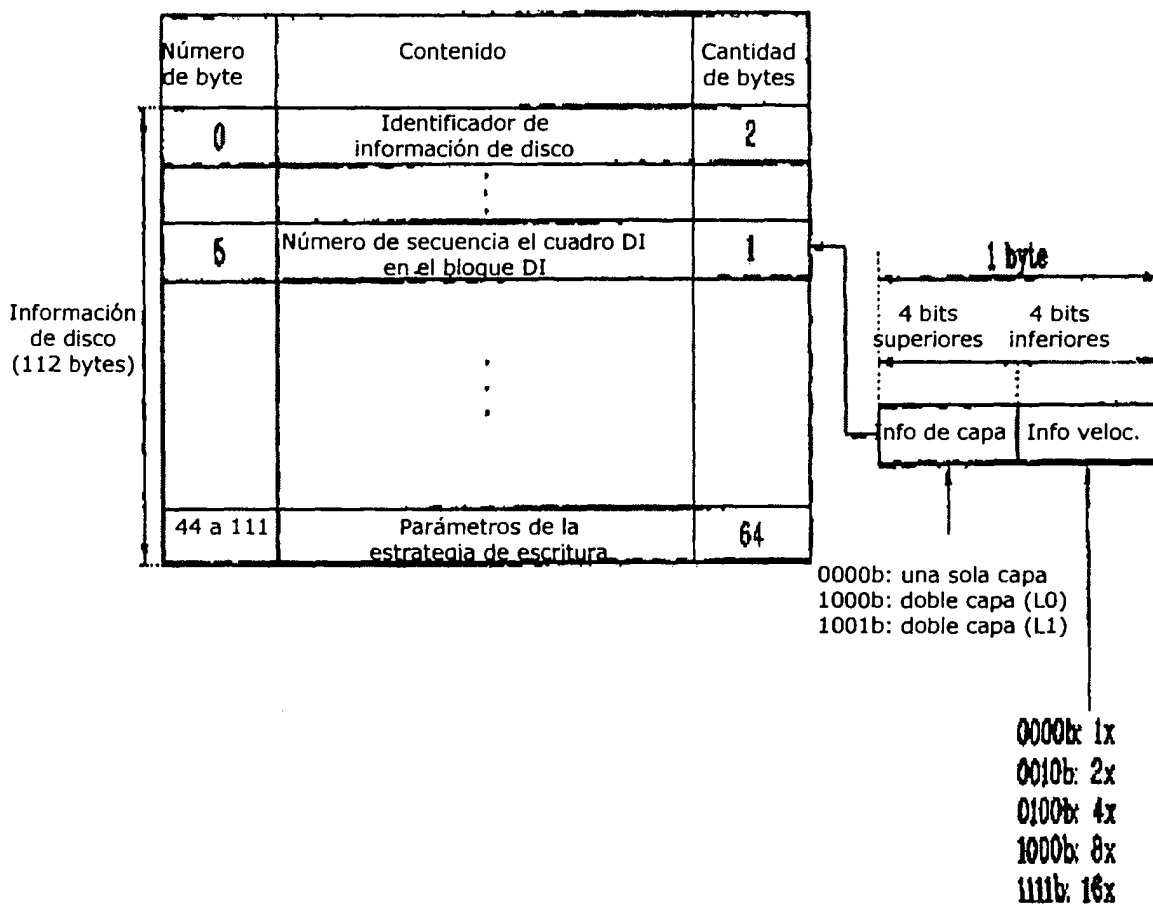 Número
de byte
Contenido
Cantidad
de bytes
0
Identificador de
información de disco
2
5
Número de secuencia el cuadro DI
en el bloque DI
1
Información
de disco
(112 bytes)
44 a 111
Parámetros de la
estrategia de escritura
64
1 byte
4 bits
superiores
4 bits
inferiores
Info de capa
Info veloc.
0000b: una sola capa
1000b: doble capa (L0)
1001b: doble capa (L1)
0000b: 1x
0010b: 2x
0100b: 4x
1000b: 8x
1111b: 16x